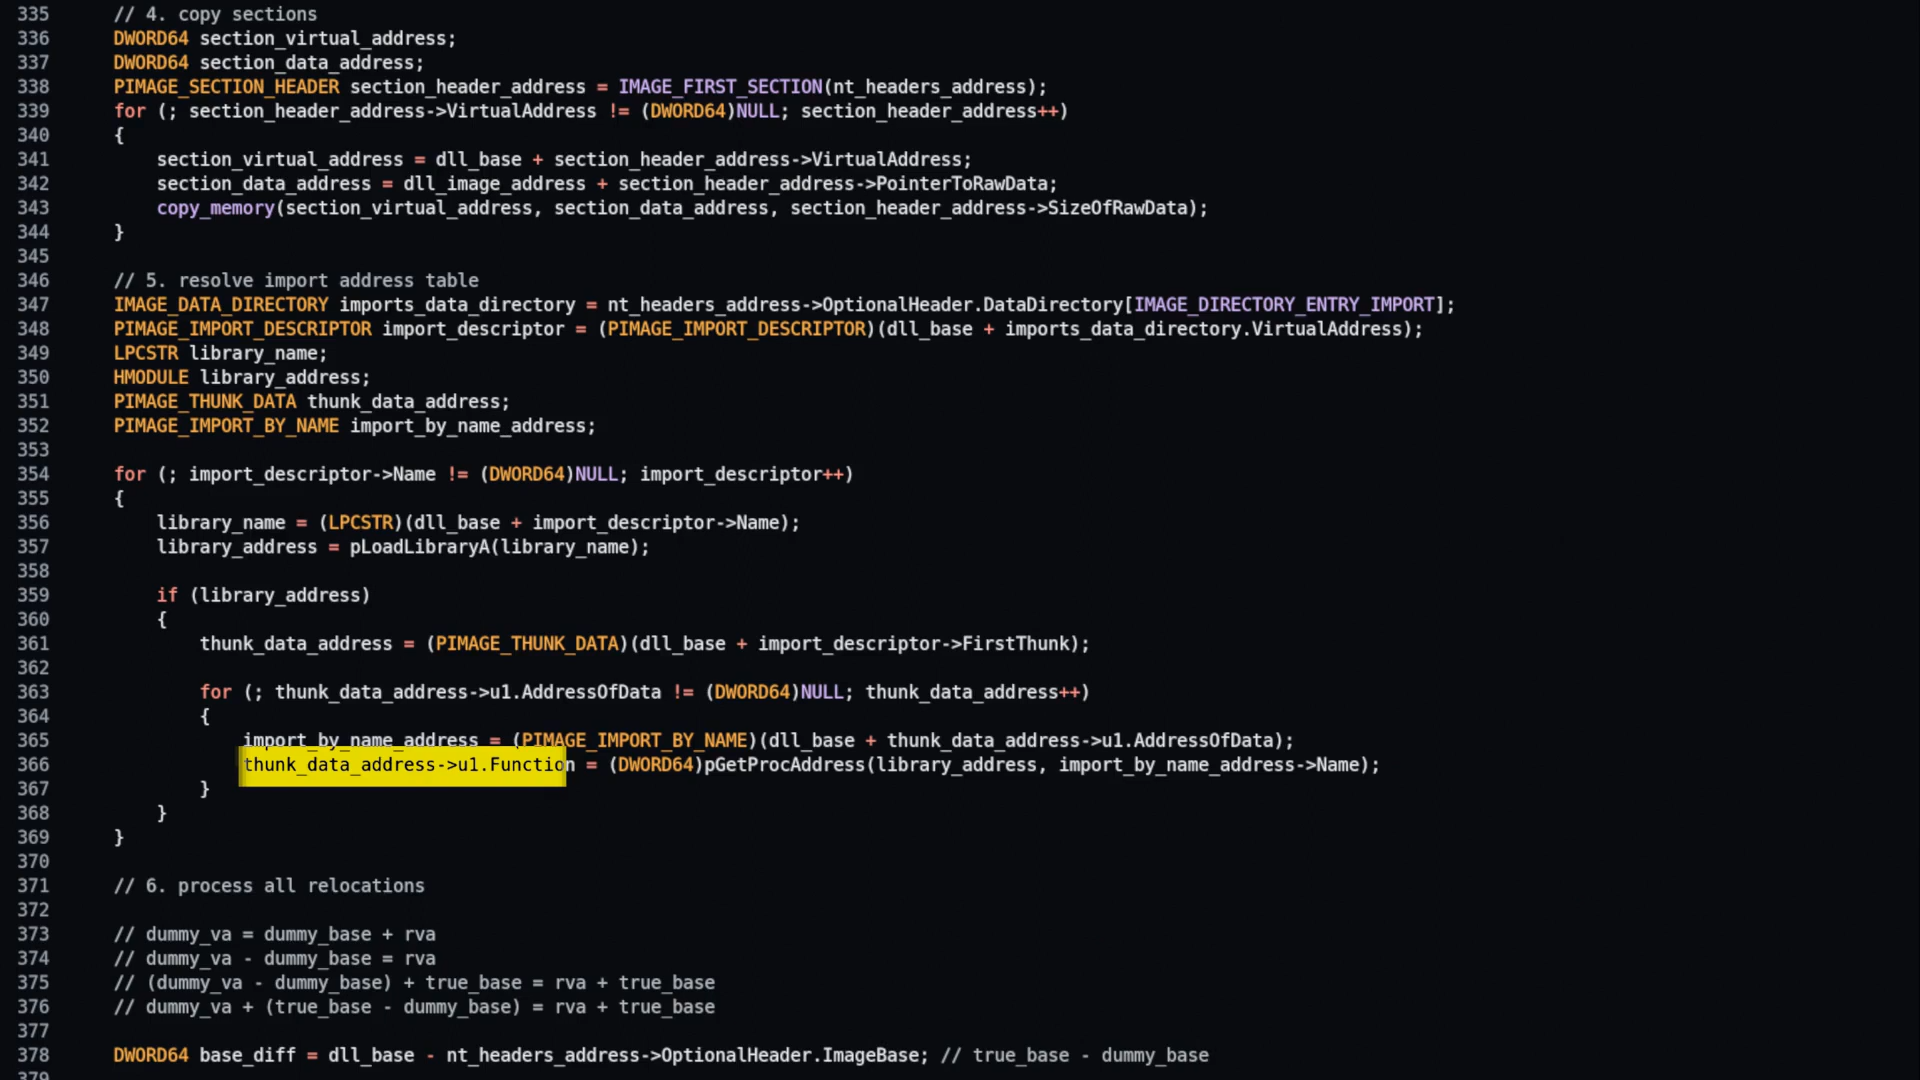 335 // 4. copy sections
336 DWORD64 section_virtual_address;
337 DWORD64 section_data_address;
338 PIMAGE_SECTION_HEADER section_header_address = IMAGE_FIRST_SECTION(nt_headers_address);
339 for (; section_header_address->VirtualAddress != (DWORD64)NULL; section_header_address++)
340 {
341 section_virtual_address = dll_base + section_header_address->VirtualAddress;
342 section_data_address = dll_image_address + section_header_address->PointerToRawData;
343 copy_memory(section_virtual_address, section_data_address, section_header_address->SizeOfRawData);
344 }
345
346 // 5. resolve import address table
347 IMAGE_DATA_DIRECTORY imports_data_directory = nt_headers_address->OptionalHeader.DataDirectory[IMAGE_DIRECTORY_ENTRY_IMPORT];
348 PIMAGE_IMPORT_DESCRIPTOR import_descriptor = (PIMAGE_IMPORT_DESCRIPTOR)(dll_base + imports_data_directory.VirtualAddress);
349 LPCSTR library_name;
350 HMODULE library_address;
351 PIMAGE_THUNK_DATA thunk_data_address;
352 PIMAGE_IMPORT_BY_NAME import_by_name_address;
353
354 for (; import_descriptor->Name != (DWORD64)NULL; import_descriptor++)
355 {
356 library_name = (LPCSTR)(dll_base + import_descriptor->Name);
357 library_address = pLoadLibraryA(library_name);
358
359 if (library_address)
360 {
361 thunk_data_address = (PIMAGE_THUNK_DATA)(dll_base + import_descriptor->FirstThunk);
362
363 for (; thunk_data_address->u1.AddressOfData != (DWORD64)NULL; thunk_data_address++)
364 {
365 import_by_name_address = (PIMAGE_IMPORT_BY_NAME)(dll_base + thunk_data_address->u1.AddressOfData);
366 thunk_data_address->u1.Function = (DWORD64)pGetProcAddress(library_address, import_by_name_address->Name);
367 }
368 }
369 }
370
371 // 6. process all relocations
372
373 // dummy_va = dummy_base + rva
374 // dummy_va - dummy_base = rva
375 // (dummy_va - dummy_base) + true_base = rva + true_base
376 // dummy_va + (true_base - dummy_base) = rva + true_base
377
378 DWORD64 base_diff = dll_base - nt_headers_address->OptionalHeader.ImageBase; // true_base - dummy_base
379